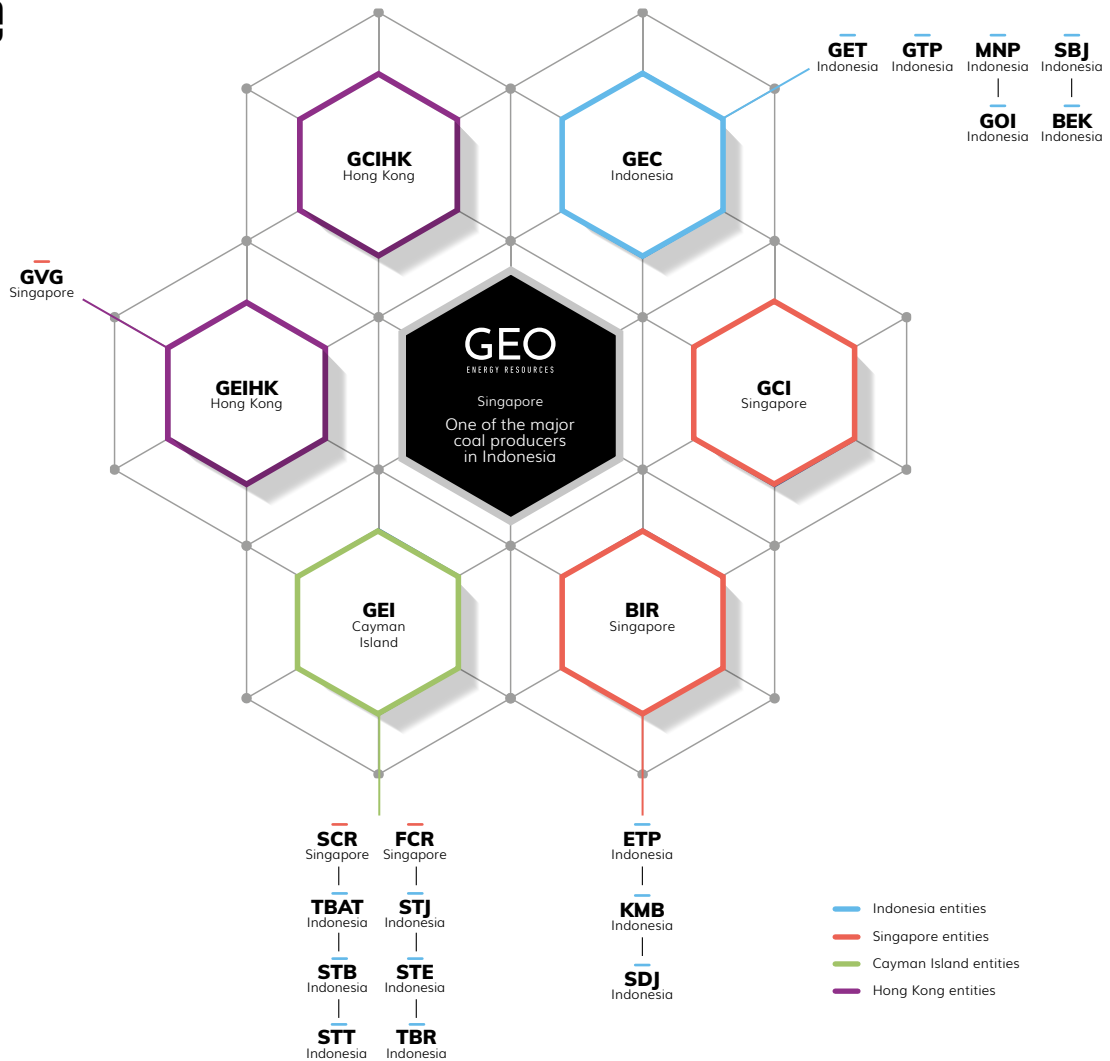 GET
Indonesia
GTP
Indonesia
MNP
Indonesia
SBJ
Indonesia
GOI
Indonesia
BEK
Indonesia
GCIHK
Hong Kong
GEC
Indonesia
GVG
Singapore
GEO
ENERGY RESOURCES
Singapore
One of the major
coal producers
in Indonesia
GEIHK
Hong Kong
GCI
Singapore
GEI
Cayman
Island
BIR
Singapore
SCR
Singapore
TBAT
Indonesia
STB
Indonesia
STT
Indonesia
FCR
Singapore
STJ
Indonesia
STE
Indonesia
TBR
Indonesia
ETP
Indonesia
KMB
Indonesia
SDJ
Indonesia
Indonesia entities
Singapore entities
Cayman Island entities
Hong Kong entities